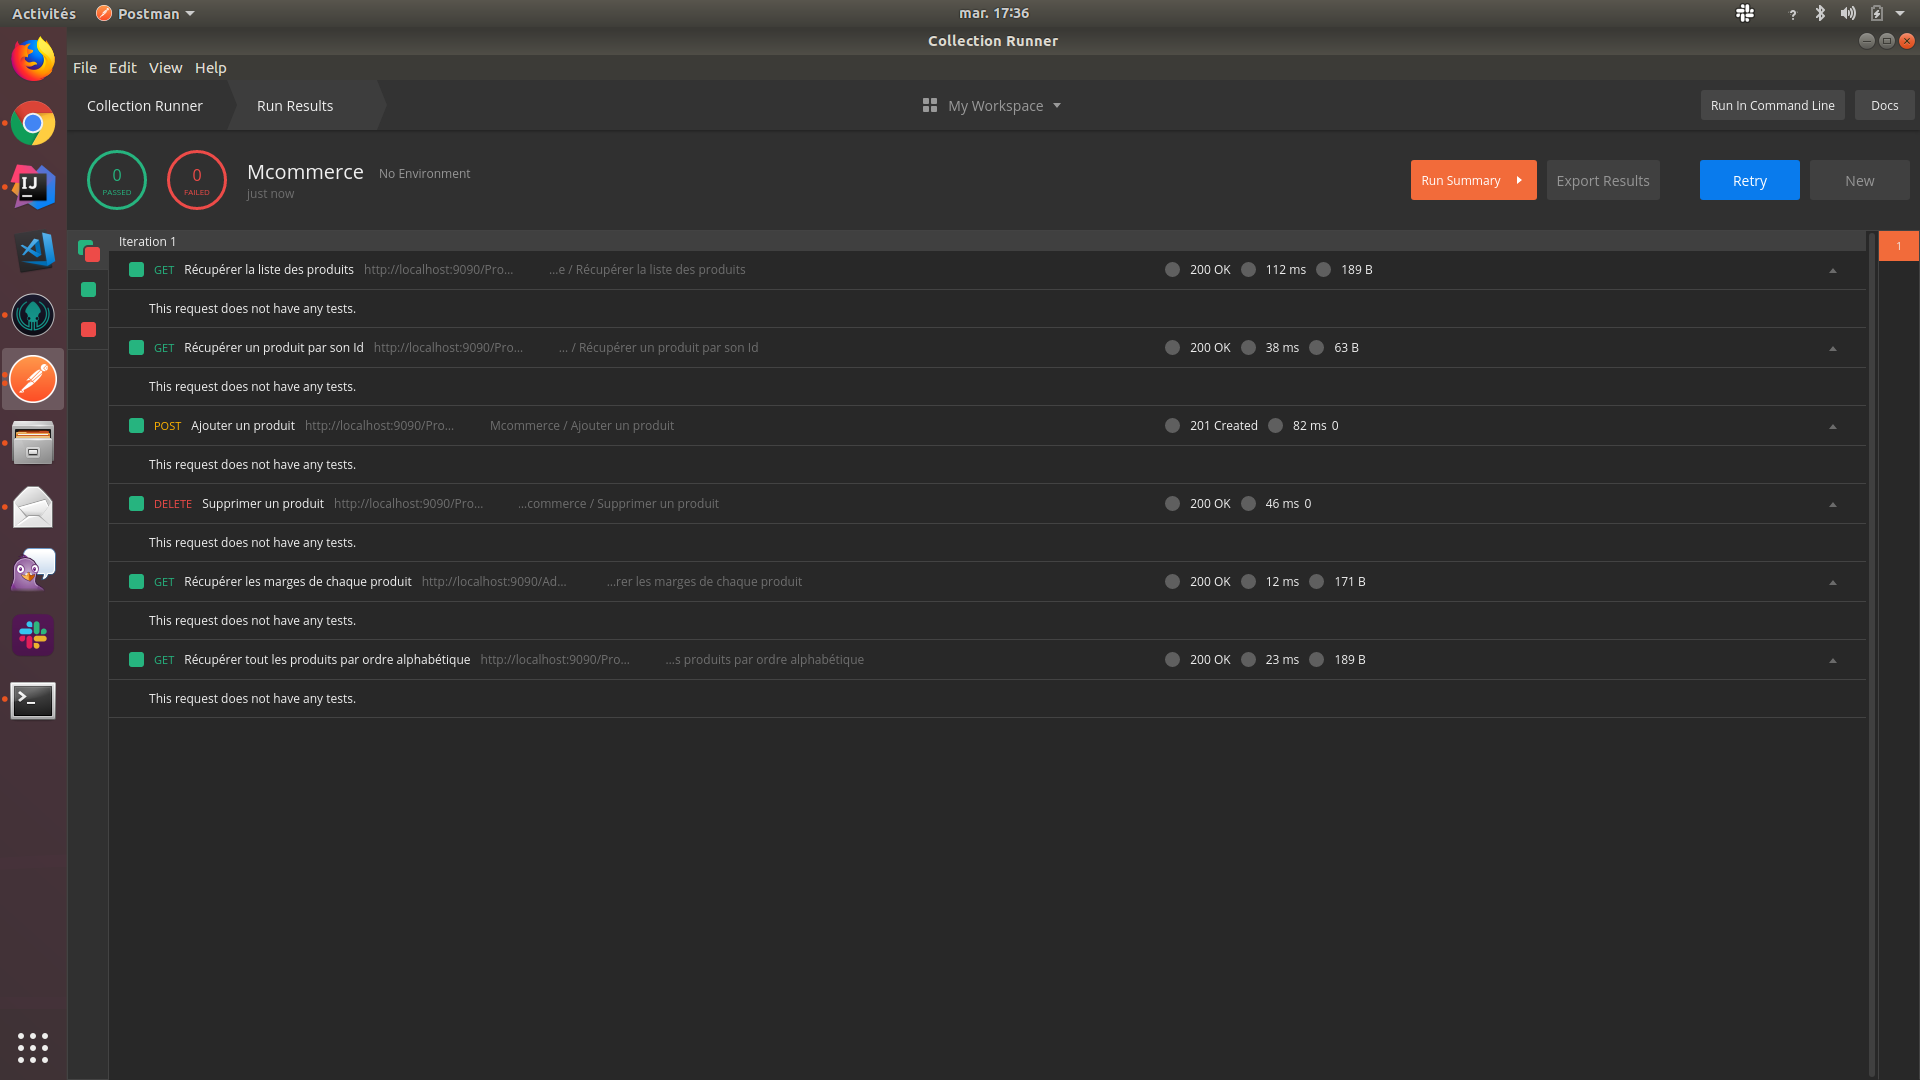 Activités Postman mar. 17:36 ?
Collection Runner
File Edit View Help
Collection Runner Run Results My Workspace Run In Command Line Docs
0 PASSED 0 FAILED Mcommerce No Environment just now Run Summary Export Results Retry New
Iteration 1 1
GET Récupérer la liste des produits http://localhost:9090/Pro... ...e / Récupérer la liste des produits 200 OK 112 ms 189 B
This request does not have any tests.
GET Récupérer un produit par son Id http://localhost:9090/Pro... ... / Récupérer un produit par son Id 200 OK 38 ms 63 B
This request does not have any tests.
POST Ajouter un produit http://localhost:9090/Pro... Mcommerce / Ajouter un produit 201 Created 82 ms 0
This request does not have any tests.
DELETE Supprimer un produit http://localhost:9090/Pro... ...commerce / Supprimer un produit 200 OK 46 ms 0
This request does not have any tests.
GET Récupérer les marges de chaque produit http://localhost:9090/Ad... ...rer les marges de chaque produit 200 OK 12 ms 171 B
This request does not have any tests.
GET Récupérer tout les produits par ordre alphabétique http://localhost:9090/Pro... ...s produits par ordre alphabétique 200 OK 23 ms 189 B
This request does not have any tests.
IJ
>_